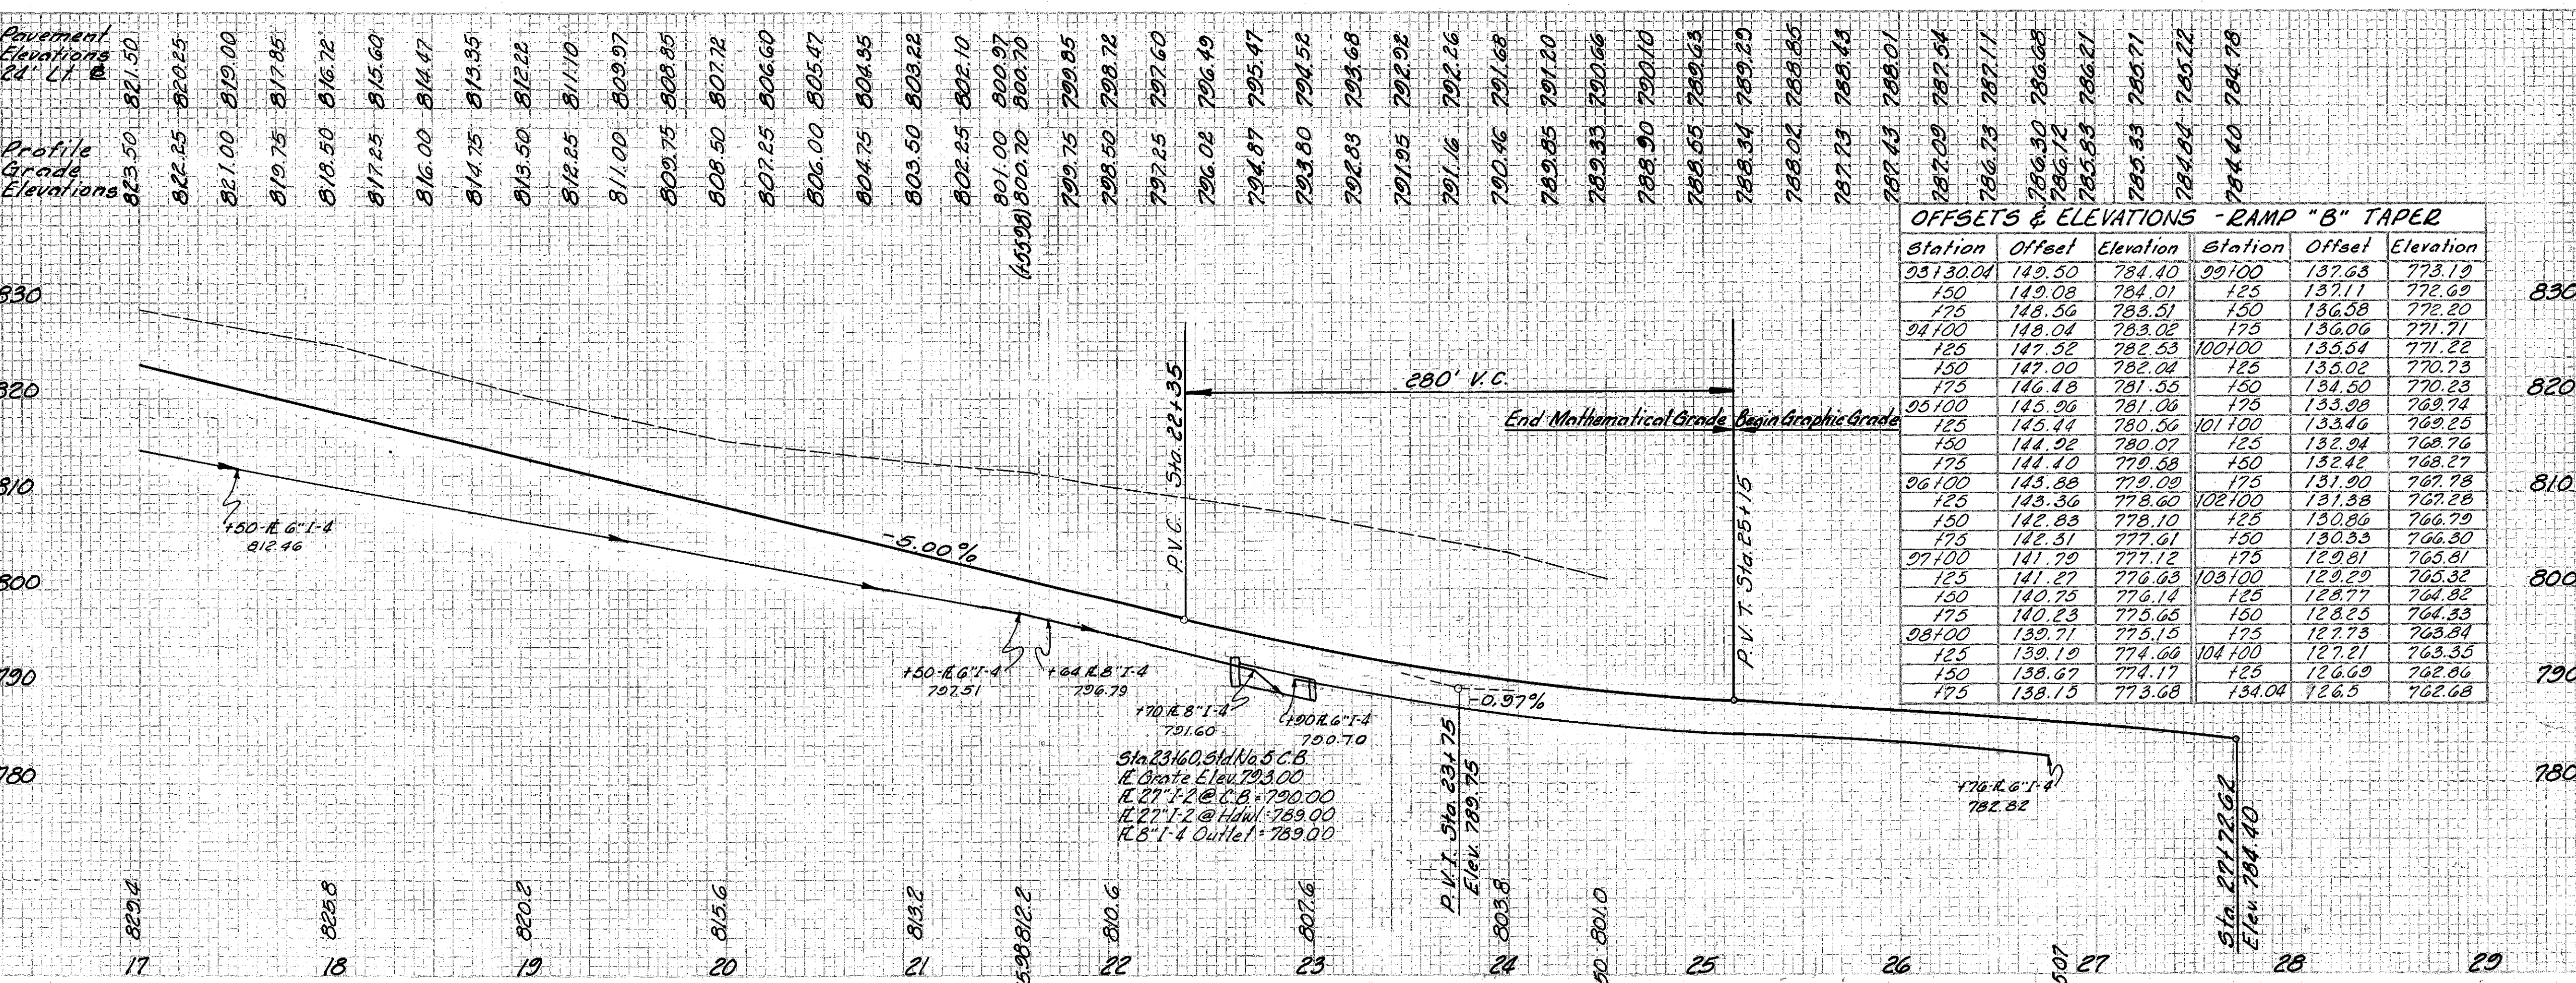 Pavement
Elevations
24' Lt. ℄
821.50 820.25 819.00 817.85 816.72 815.60 814.47 813.35 812.22 811.10 809.97 808.85 807.72 806.60 805.47 804.35 803.22 802.10 800.97 800.70 799.85 798.72 797.60 796.49 795.47 794.52 793.68 792.92 792.26 791.68 791.20 790.66 790.10 789.63 789.29 788.85 788.43 788.01 787.54 787.11 786.68 786.21 785.71 785.22 784.78
Profile
Grade
Elevations
823.50 822.25 821.00 819.75 818.50 817.25 816.00 814.75 813.50 812.25 811.00 809.75 808.50 807.25 806.00 804.75 803.50 802.25 801.00 800.70 799.75 798.50 797.25 796.02 794.87 793.80 792.83 791.95 791.16 790.46 789.85 789.33 788.90 788.55 788.34 788.02 787.73 787.43 787.09 786.73 786.30 786.12 785.83 785.33 784.84 784.40
(+55.98)
OFFSETS & ELEVATIONS - RAMP "B" TAPER
Station Offset Elevation Station Offset Elevation
93+30.04 149.50 784.40 99+00 137.63 773.19
+50 149.08 784.01 +25 137.11 772.69
+75 148.56 783.51 +50 136.58 772.20
94+00 148.04 783.02 +75 136.06 771.71
+25 147.52 782.53 100+00 135.54 771.22
+50 147.00 782.04 +25 135.02 770.73
+75 146.48 781.55 +50 134.50 770.23
95+00 145.96 781.06 +75 133.98 769.74
+25 145.44 780.56 101+00 133.46 769.25
+50 144.92 780.07 +25 132.94 768.76
+75 144.40 779.58 +50 132.42 768.27
96+00 143.88 779.09 +75 131.90 767.78
+25 143.36 778.60 102+00 131.38 767.28
+50 142.83 778.10 +25 130.86 766.79
+75 142.31 777.61 +50 130.33 766.30
97+00 141.79 777.12 +75 129.81 765.81
+25 141.27 776.63 103+00 129.29 765.32
+50 140.75 776.14 +25 128.77 764.82
+75 140.23 775.65 +50 128.25 764.33
98+00 139.71 775.15 +75 127.73 763.84
+25 139.19 774.66 104+00 127.21 763.35
+50 138.67 774.17 +25 126.69 762.86
+75 138.15 773.68 +34.04 126.5 762.68
830 830
820 820
810 810
800 800
790 790
780 780
280' V.C.
End Mathematical Grade Begin Graphic Grade
P.V.C. Sta. 22+35
P.V.T. Sta. 25+15
+50-℄ 6" I-4
812.46
-5.00%
+50-℄ 6" I-4
797.51
+64 ℄ 8" I-4
796.79
+70 ℄ 8" I-4
791.60
+90 ℄ 6" I-4
790.70
-0.97%
Sta. 23+60, Std No. 5 C.B.
℄ Grate Elev. 793.00
℄ 27" I-2 @ C.B. = 790.00
℄ 27" I-2 @ Hdwl. = 789.00
℄ 8" I-4 Outlet = 789.00
P.V.I. Sta. 23+75
Elev. 789.75
+76-℄ 6" I-4
782.82
Sta. 27+72.62
Elev. 784.40
829.4 825.8 820.2 815.6 813.2 812.2 810.6 807.6 803.8 801.0
17 18 19 20 21 22 23 24 25 26 27 28 29